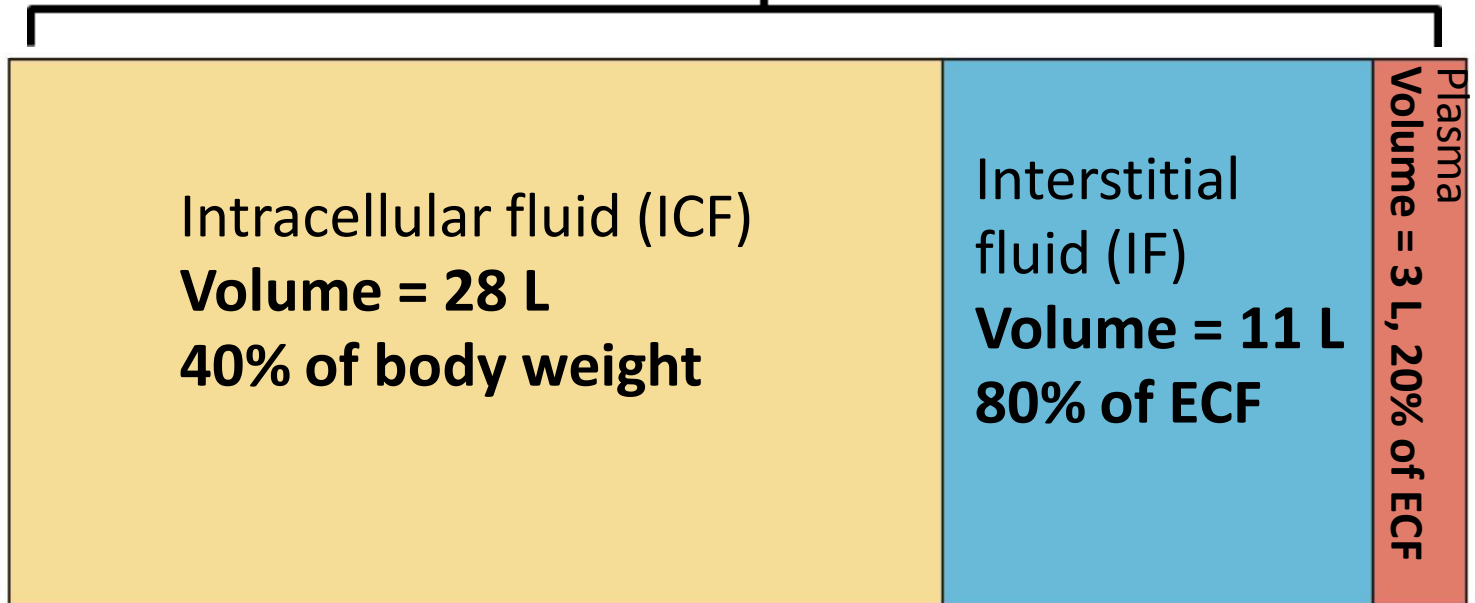 Intracellular fluid (ICF)
Volume = 28 L
40% of body weight
Interstitial
fluid (IF)
Volume = 11 L
80% of ECF
Plasma
Volume = 3 L, 20% of ECF